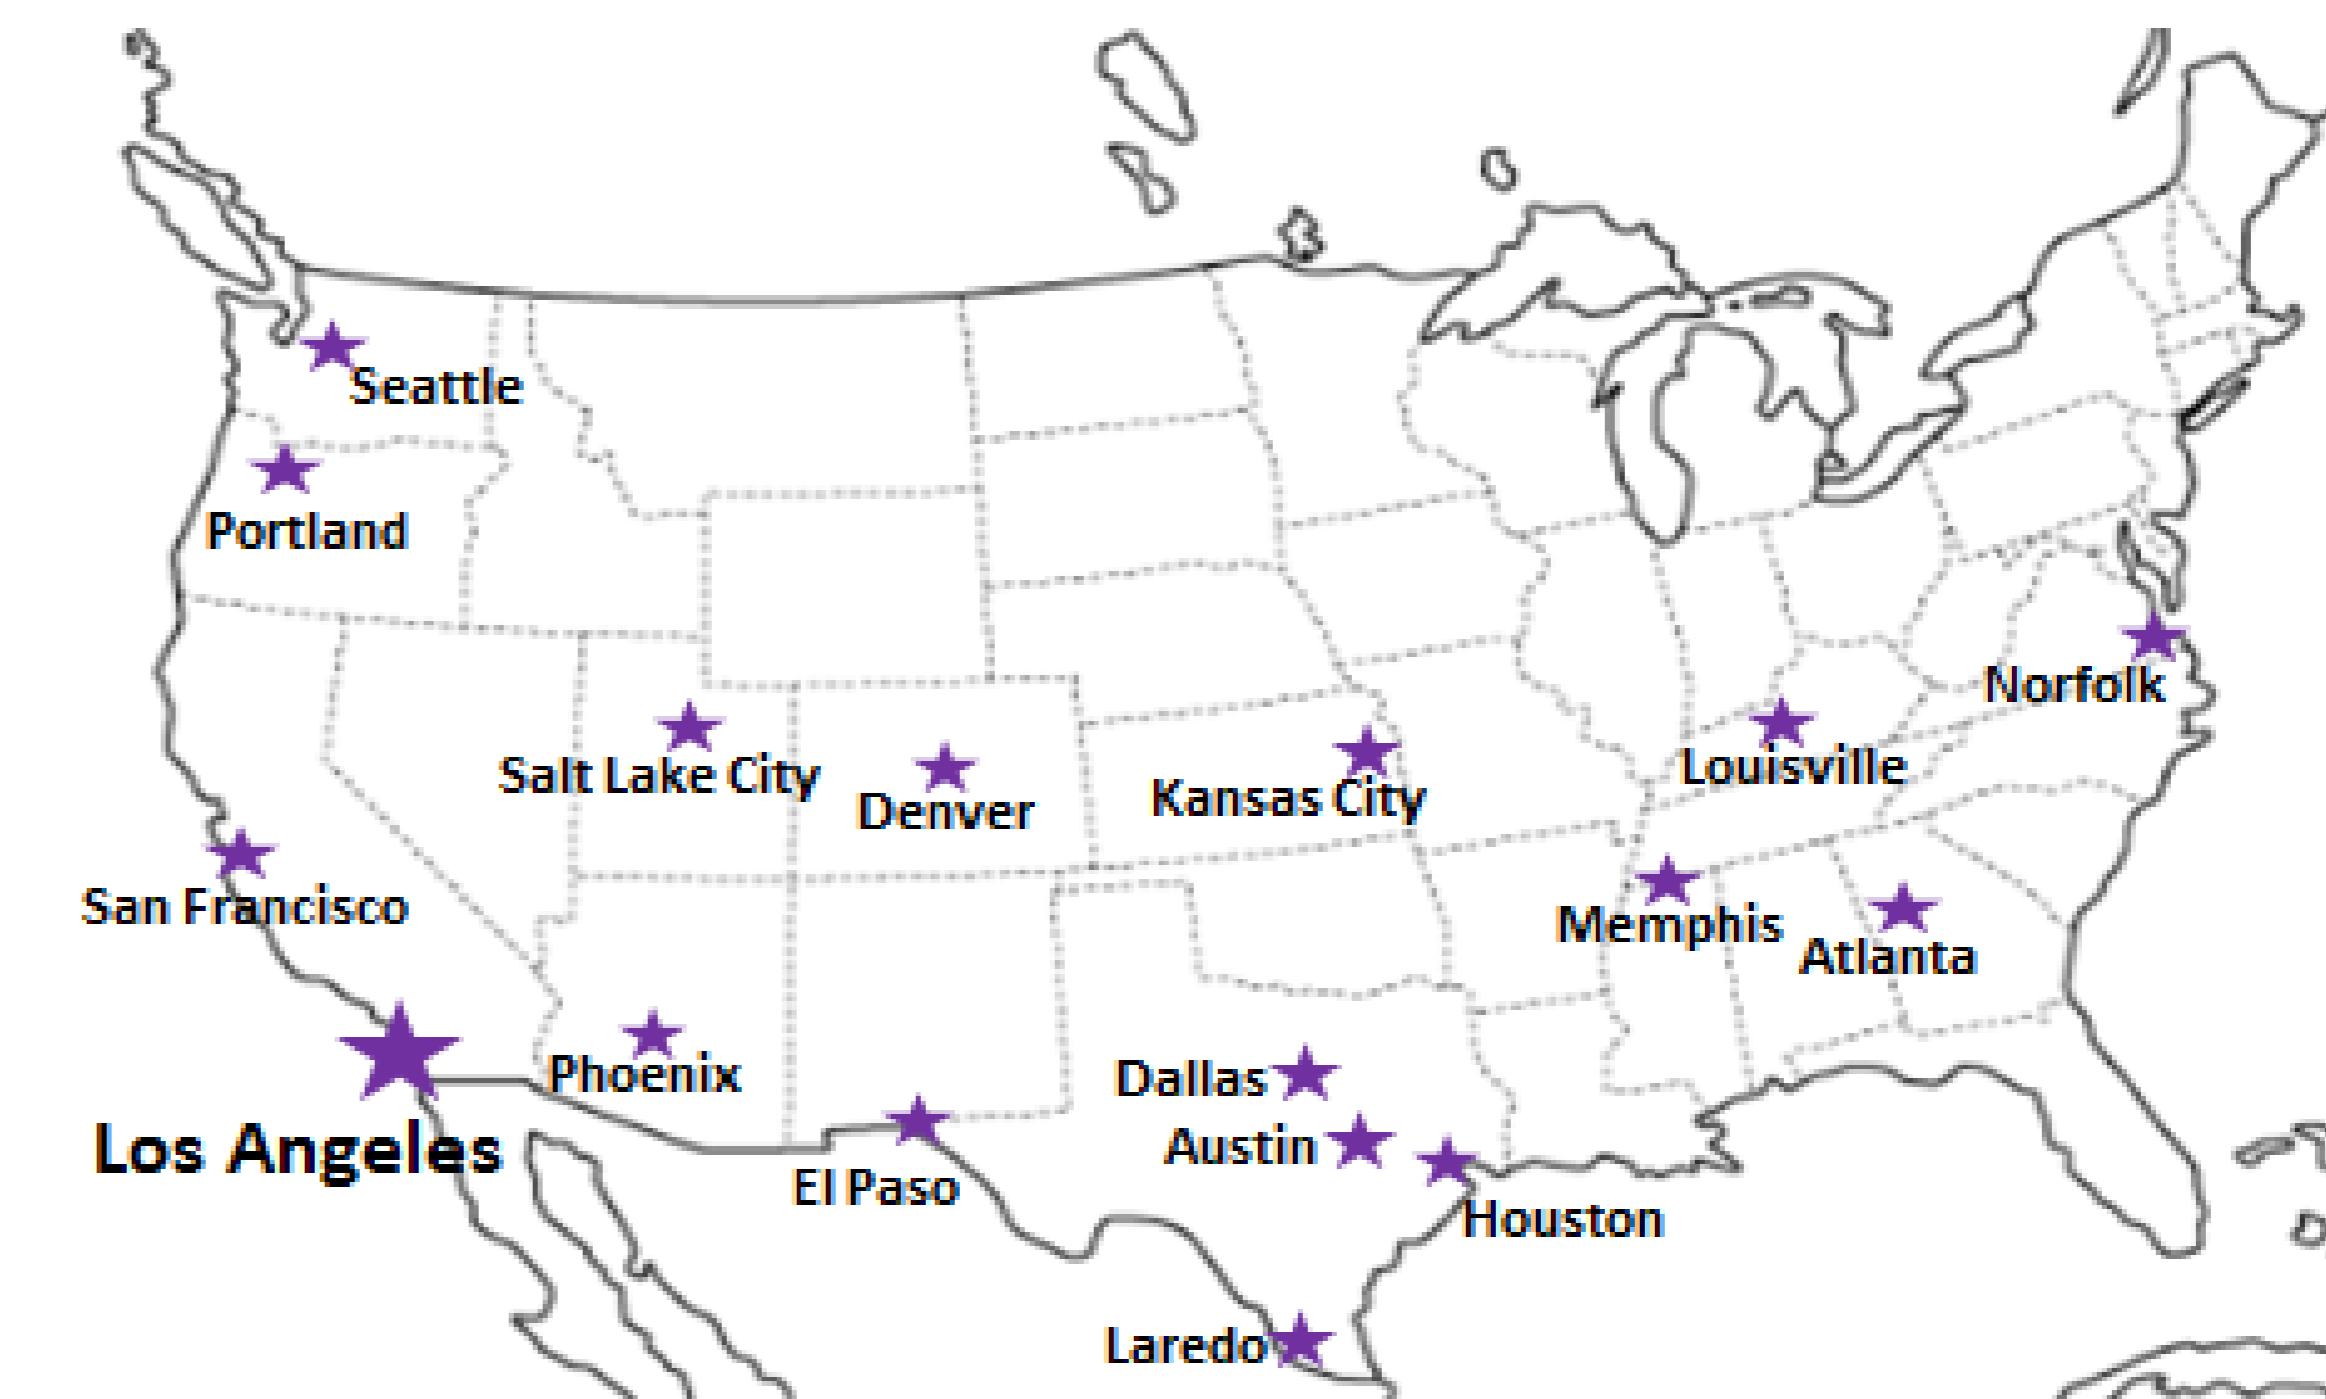 Seattle
Portland
Norfolk
Louisville
Salt Lake City
Denver
Kansas City
San Francisco
Memphis
Atlanta
Phoenix
Dallas
Los Angeles
Austin
El Paso
Houston
Laredo